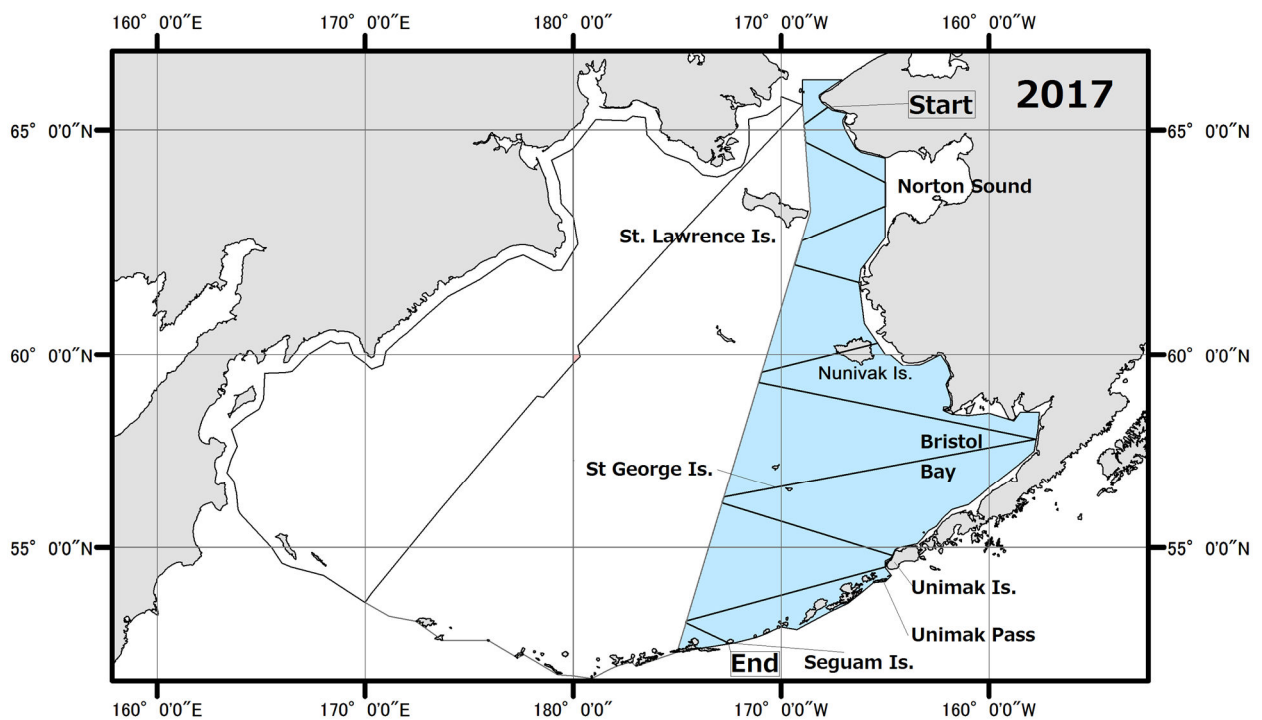 160° 0′0″E 170° 0′0″E 180° 0′0″ 170° 0′0″W 160° 0′0″W
2017
Start
65° 0′0″N 65° 0′0″N
Norton Sound
St. Lawrence Is.
60° 0′0″N 60° 0′0″N
Nunivak Is.
Bristol
Bay
St George Is.
55° 0′0″N 55° 0′0″N
Unimak Is.
Unimak Pass
End
Seguam Is.
160° 0′0″E 170° 0′0″E 180° 0′0″ 170° 0′0″W 160° 0′0″W